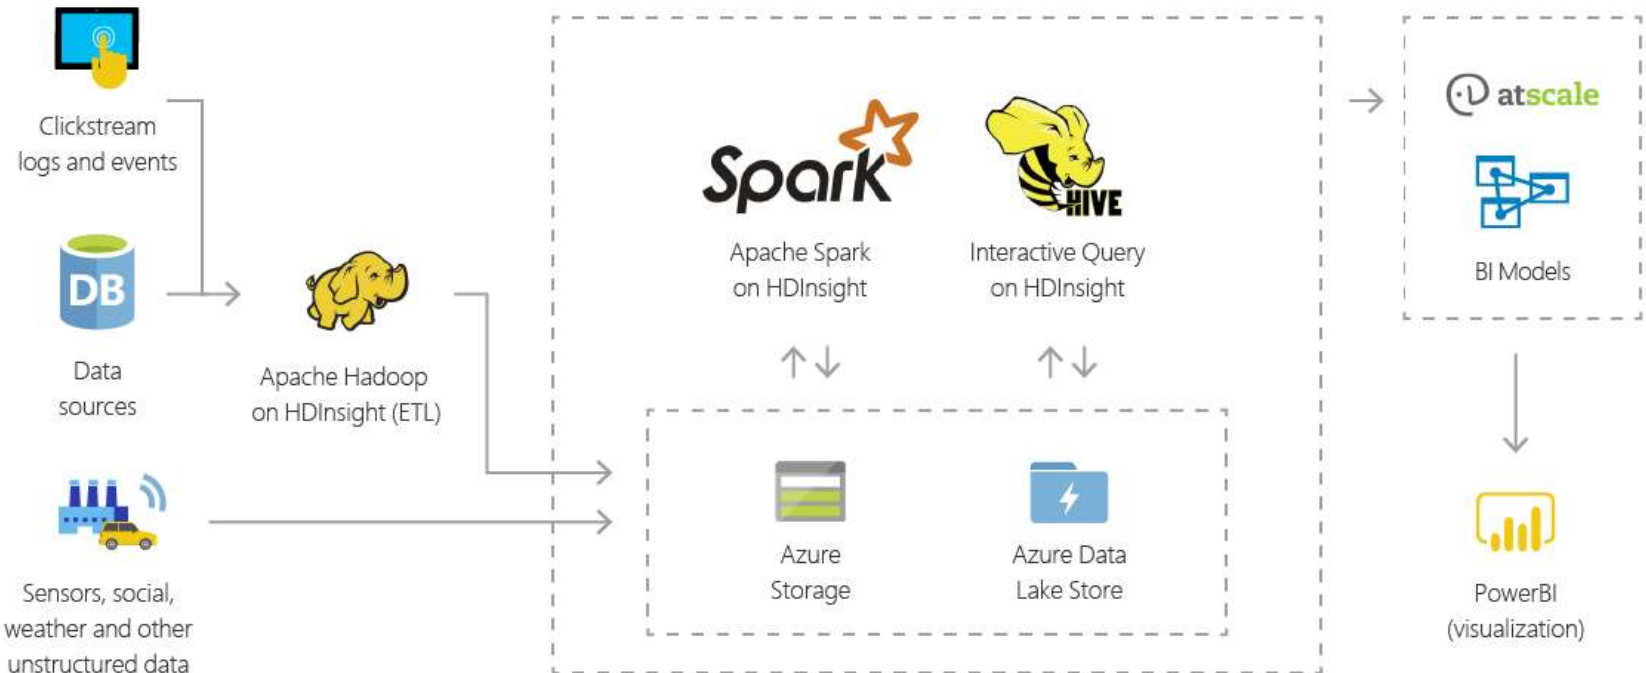 Clickstream
logs and events
DB
Data
sources
Sensors, social,
weather and other
unstructured data
Apache Hadoop
on HDInsight (ETL)
Spark
Apache Spark
on HDInsight
HIVE
Interactive Query
on HDInsight
Azure
Storage
Azure Data
Lake Store
atscale
BI Models
PowerBI
(visualization)